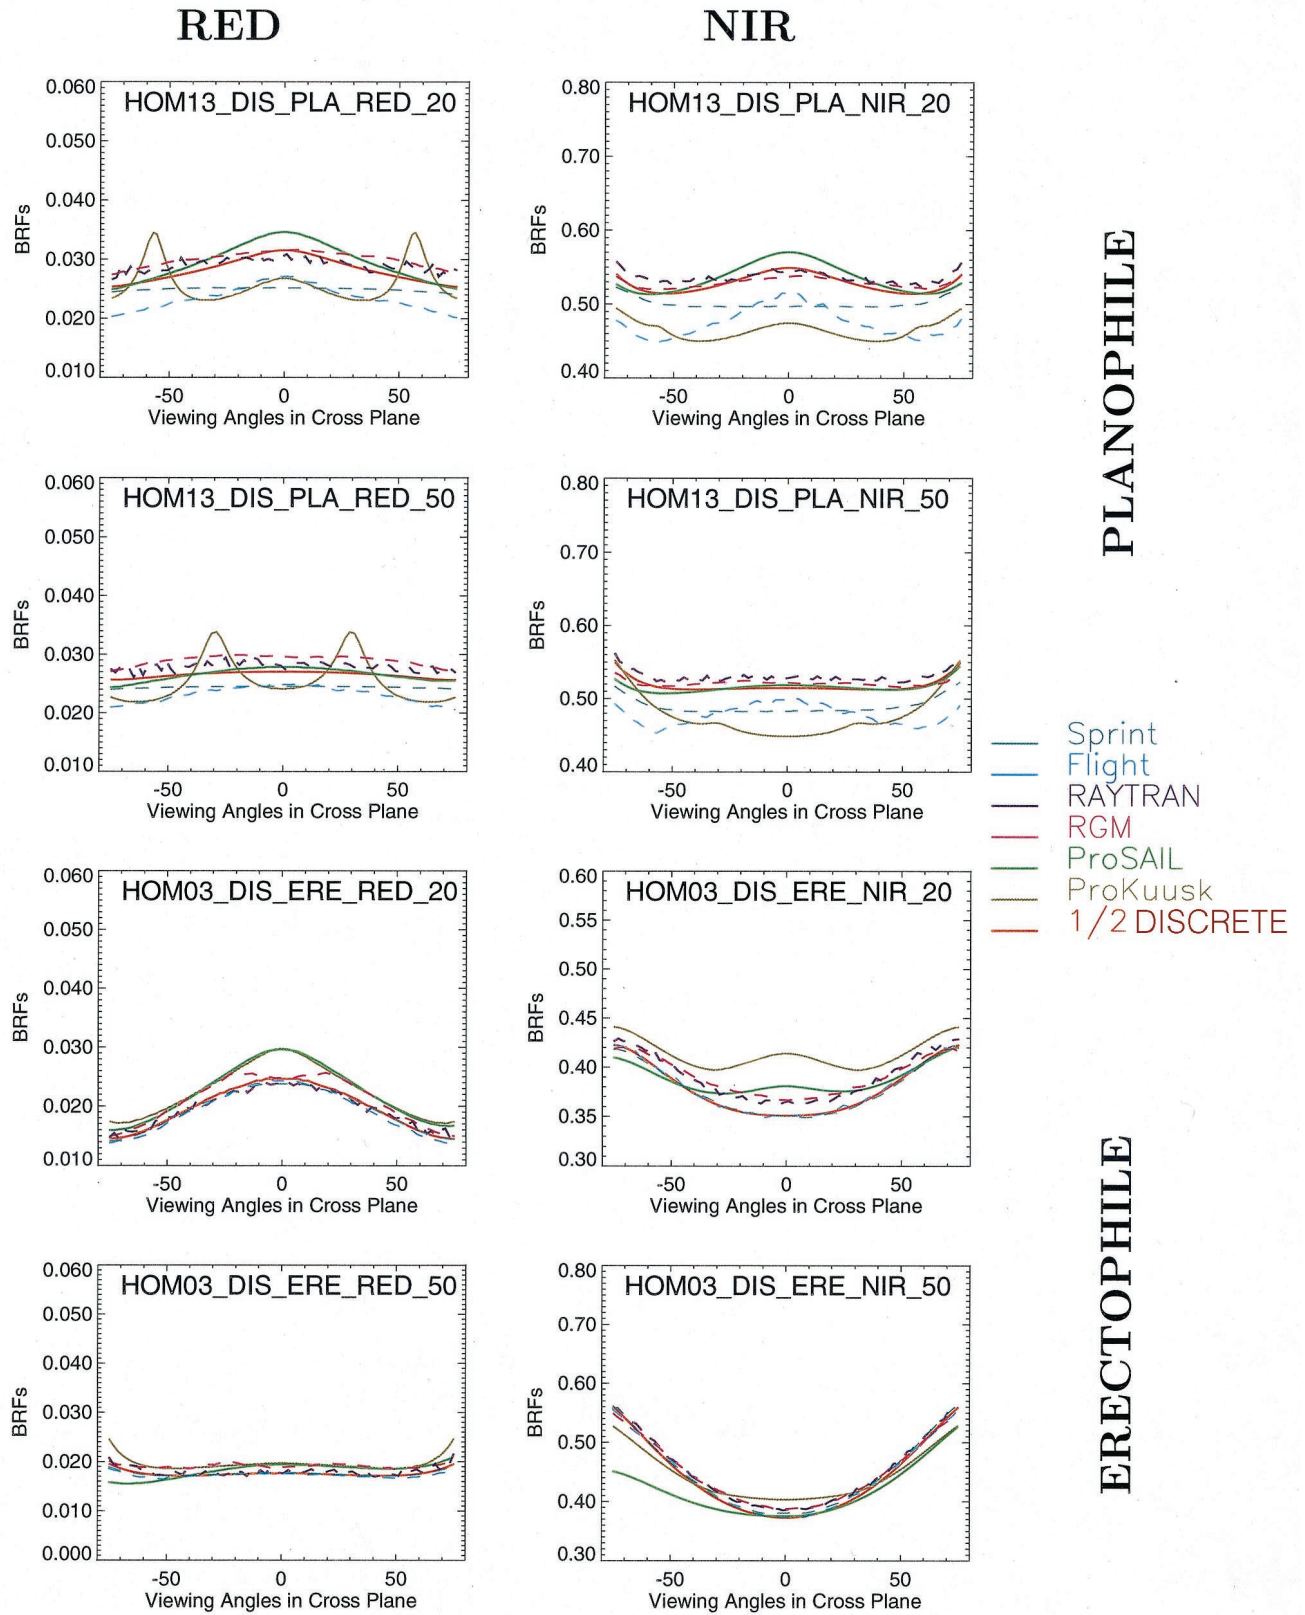 RED
NIR
HOM13_DIS_PLA_RED_20
0.060
0.050
0.040
0.030
0.020
0.010
BRFs
-50 0 50
Viewing Angles in Cross Plane
HOM13_DIS_PLA_NIR_20
0.80
0.70
0.60
0.50
0.40
BRFs
-50 0 50
Viewing Angles in Cross Plane
PLANOPHILE
HOM13_DIS_PLA_RED_50
0.060
0.050
0.040
0.030
0.020
0.010
BRFs
-50 0 50
Viewing Angles in Cross Plane
HOM13_DIS_PLA_NIR_50
0.80
0.70
0.60
0.50
0.40
BRFs
-50 0 50
Viewing Angles in Cross Plane
Sprint
Flight
RAYTRAN
RGM
ProSAIL
ProKuusk
1/2 DISCRETE
HOM03_DIS_ERE_RED_20
0.060
0.050
0.040
0.030
0.020
0.010
BRFs
-50 0 50
Viewing Angles in Cross Plane
HOM03_DIS_ERE_NIR_20
0.60
0.55
0.50
0.45
0.40
0.35
0.30
BRFs
-50 0 50
Viewing Angles in Cross Plane
ERECTOPHILE
HOM03_DIS_ERE_RED_50
0.060
0.050
0.040
0.030
0.020
0.010
0.000
BRFs
-50 0 50
Viewing Angles in Cross Plane
HOM03_DIS_ERE_NIR_50
0.80
0.70
0.60
0.50
0.40
0.30
BRFs
-50 0 50
Viewing Angles in Cross Plane